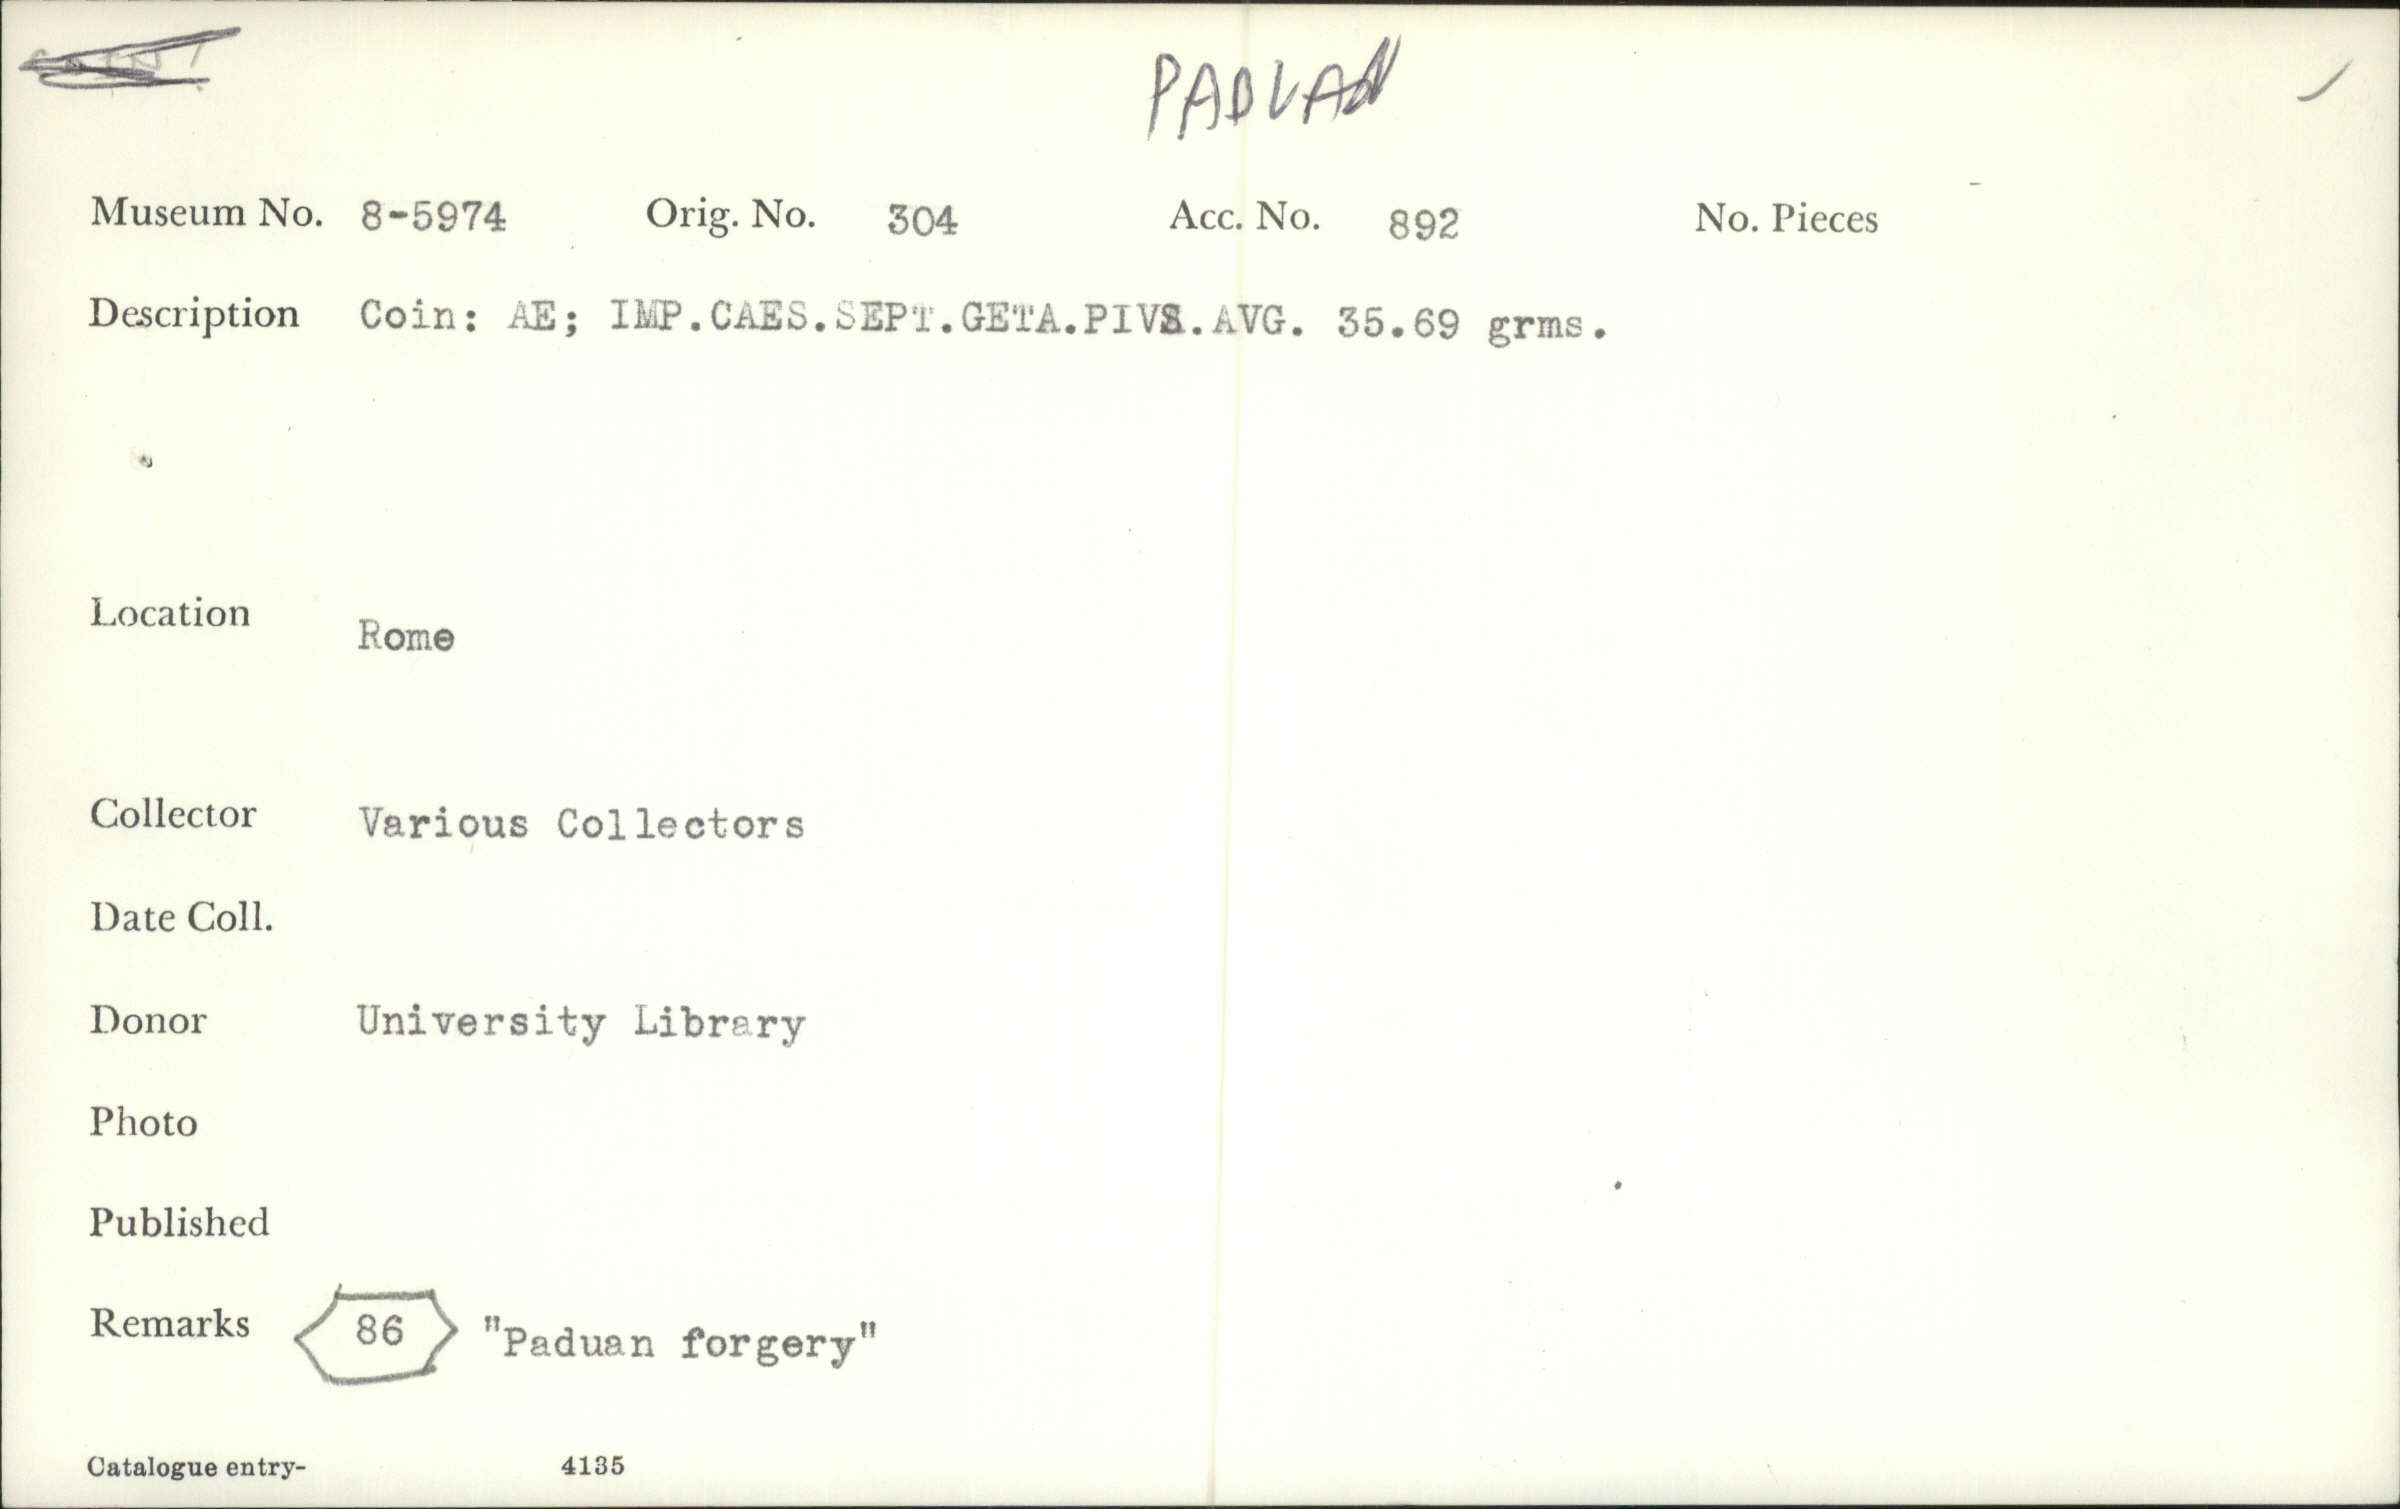 PADUAN
Museum No. 8-5974 Orig. No. 304 Acc. No. 892 No. Pieces
Description Coin: AE; IMP.CAES.SEPT.GETA.PIVS.AVG. 35.69 grms.
Location Rome
Collector Various Collectors
Date Coll.
Donor University Library
Photo
Published
Remarks 86 "Paduan forgery"
Catalogue entry- 4135